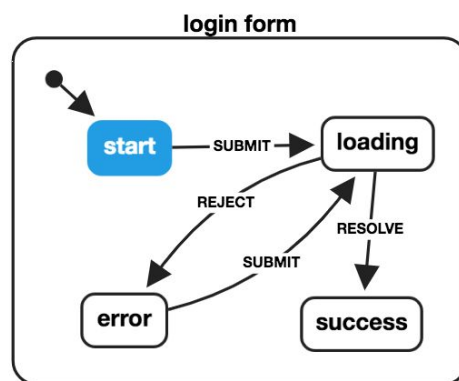 login form
start
SUBMIT
loading
REJECT
RESOLVE
SUBMIT
error
success